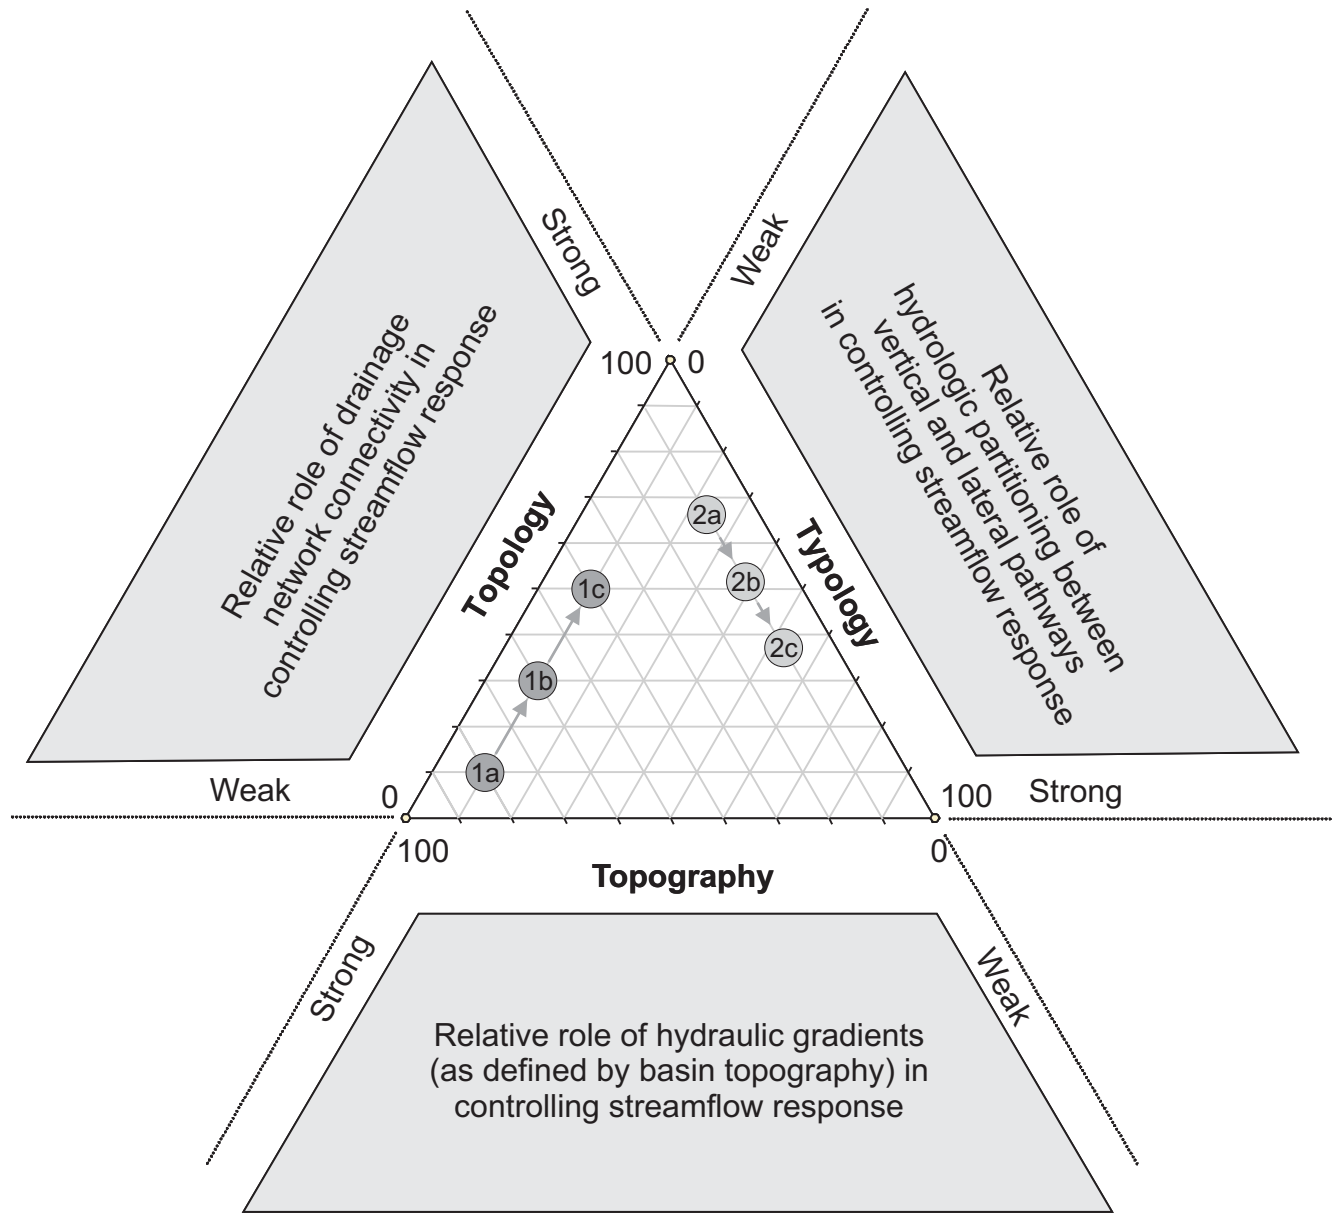 Strong
Weak
Relative role of drainage
network connectivity in
controlling streamflow response
Relative role of
hydrologic partitioning between
vertical and lateral pathways
in controlling streamflow response
100
0
Topology
Typology
2a
2b
2c
1c
1b
1a
Weak
0
100
Strong
100
0
Topography
Strong
Weak
Relative role of hydraulic gradients
(as defined by basin topography) in
controlling streamflow response